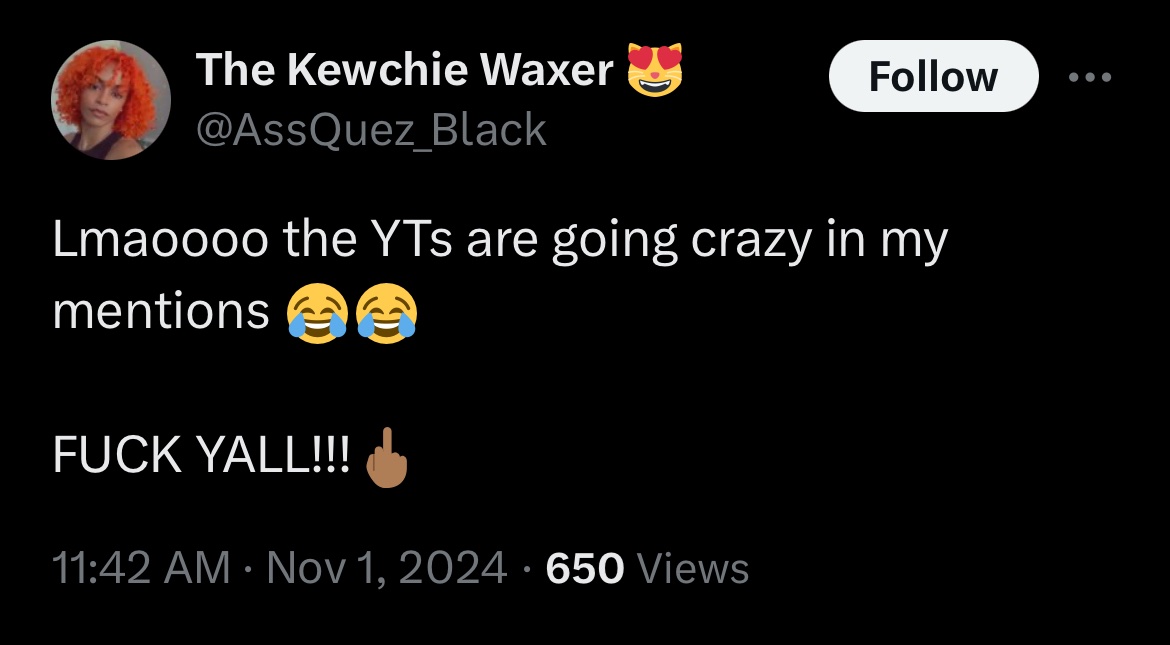 The Kewchie Waxer 😻
Follow
@AssQuez_Black
Lmaoooo the YTs are going crazy in my
mentions 😂😂
FUCK YALL!!!🖕🏽
11:42 AM · Nov 1, 2024 · 650 Views